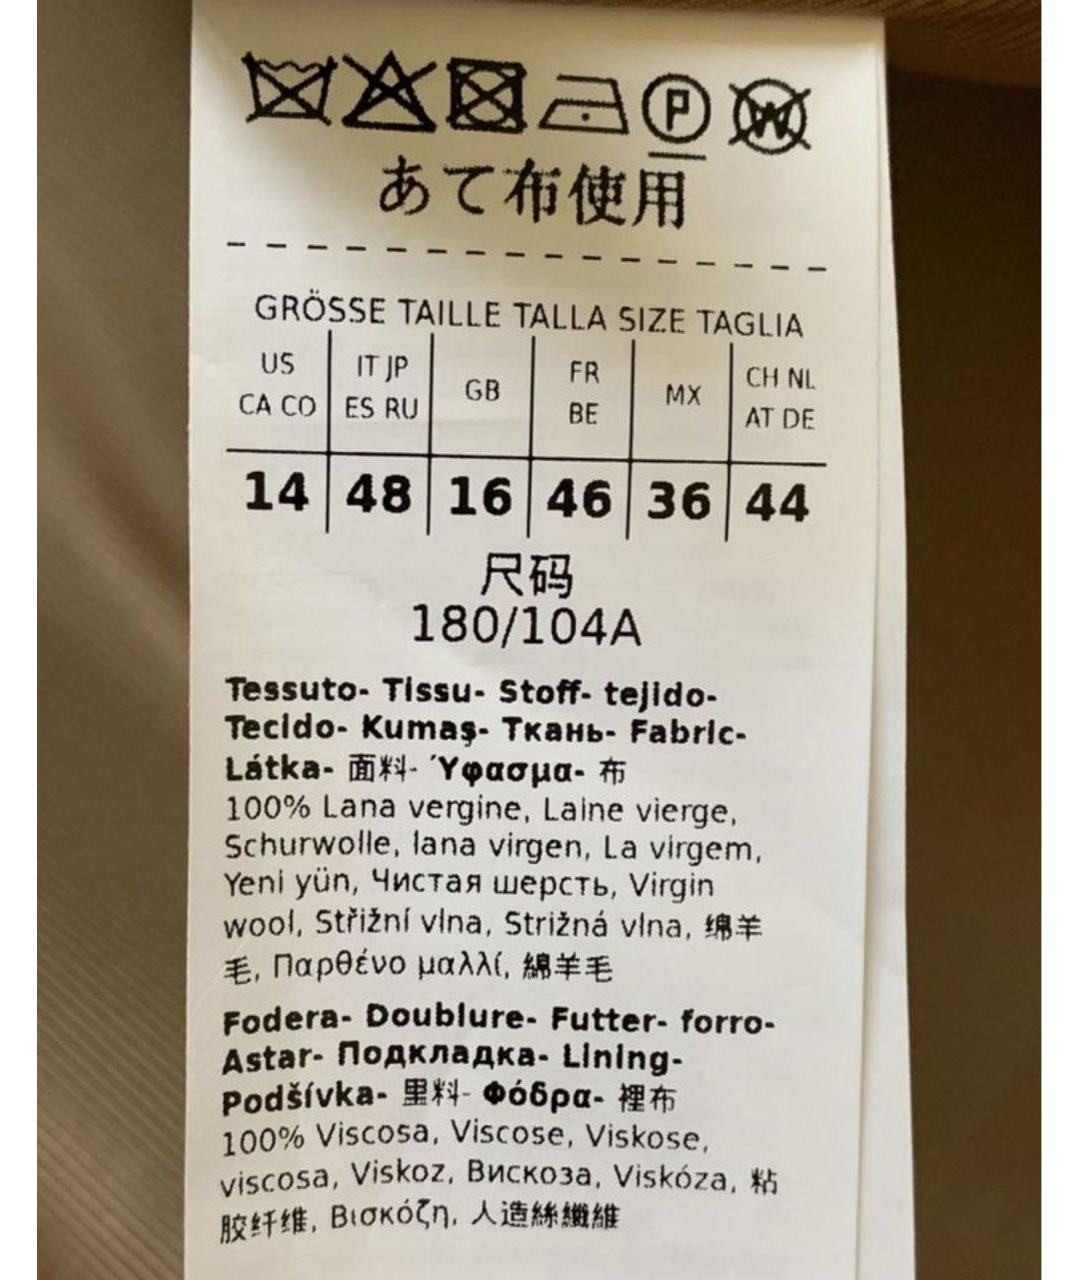 P W
あて布使用
GRÖSSE TAILLE TALLA SIZE TAGLIA
US CA CO IT JP ES RU GB FR BE MX CH NL AT DE
14 48 16 46 36 44
尺码
180/104A
Tessuto- Tissu- Stoff- tejido-
Tecido- Kumaş- Ткань- Fabric-
Látka- 面料- Ύφασμα- 布
100% Lana vergine, Laine vierge,
Schurwolle, lana virgen, La virgem,
Yeni yün, Чистая шерсть, Virgin
wool, Střižní vlna, Strižná vlna, 绵羊
毛, Παρθένο μαλλί, 綿羊毛
Fodera- Doublure- Futter- forro-
Astar- Подкладка- Lining-
Podšívka- 里料- Φόδρα- 裡布
100% Viscosa, Viscose, Viskose,
viscosa, Viskoz, Вискоза, Viskóza, 粘
胶纤维, Βισκόζη, 人造絲纖維